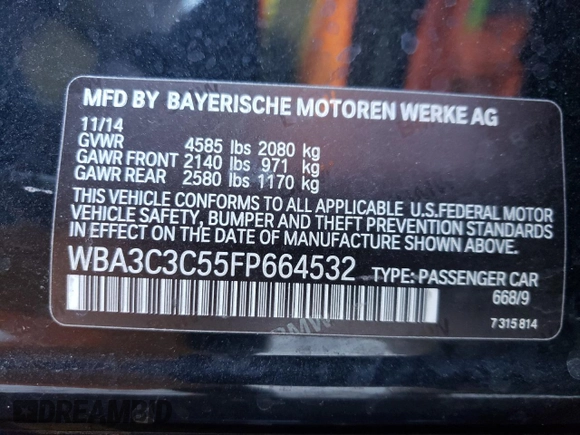 MFD BY BAYERISCHE MOTOREN WERKE AG
11/14
GVWR 4585 lbs 2080 kg
GAWR FRONT 2140 lbs 971 kg
GAWR REAR 2580 lbs 1170 kg
THIS VEHICLE CONFORMS TO ALL APPLICABLE U.S.FEDERAL MOTOR
VEHICLE SAFETY, BUMPER AND THEFT PREVENTION STANDARDS
IN EFFECT ON THE DATE OF MANUFACTURE SHOWN ABOVE.
WBA3C3C55FP664532 TYPE: PASSENGER CAR
668/9
7 315 814
BMW
DREAMBID